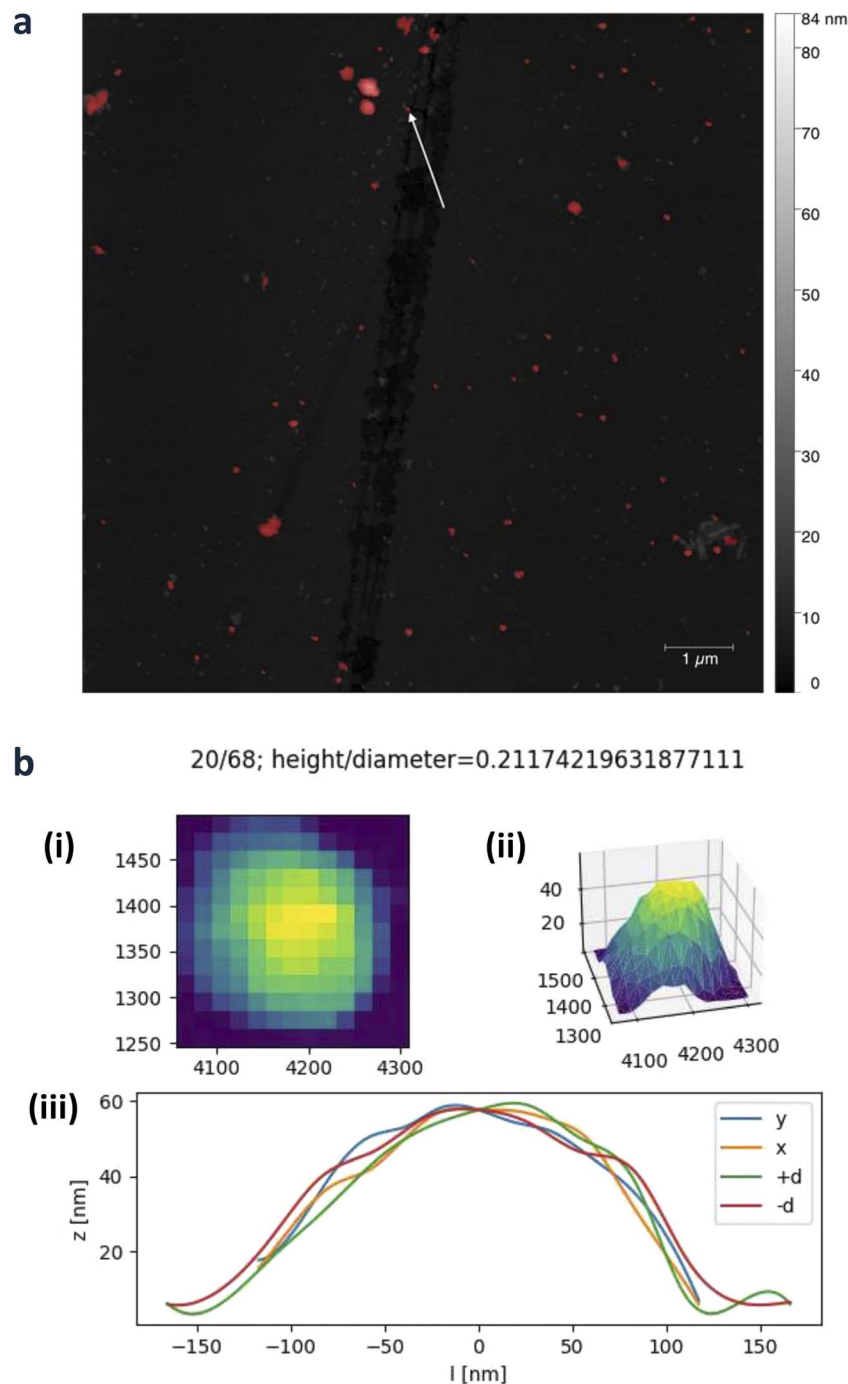 a
84 nm
80
70
60
50
40
30
20
10
0
1 µm
b
20/68; height/diameter=0.21174219631877111
(i)
1450
1400
1350
1300
1250
4100 4200 4300
(ii)
40
20
1500
1400
1300
4100 4200 4300
(iii)
60
40
20
z [nm]
y
x
+d
-d
−150 −100 −50 0 50 100 150
l [nm]